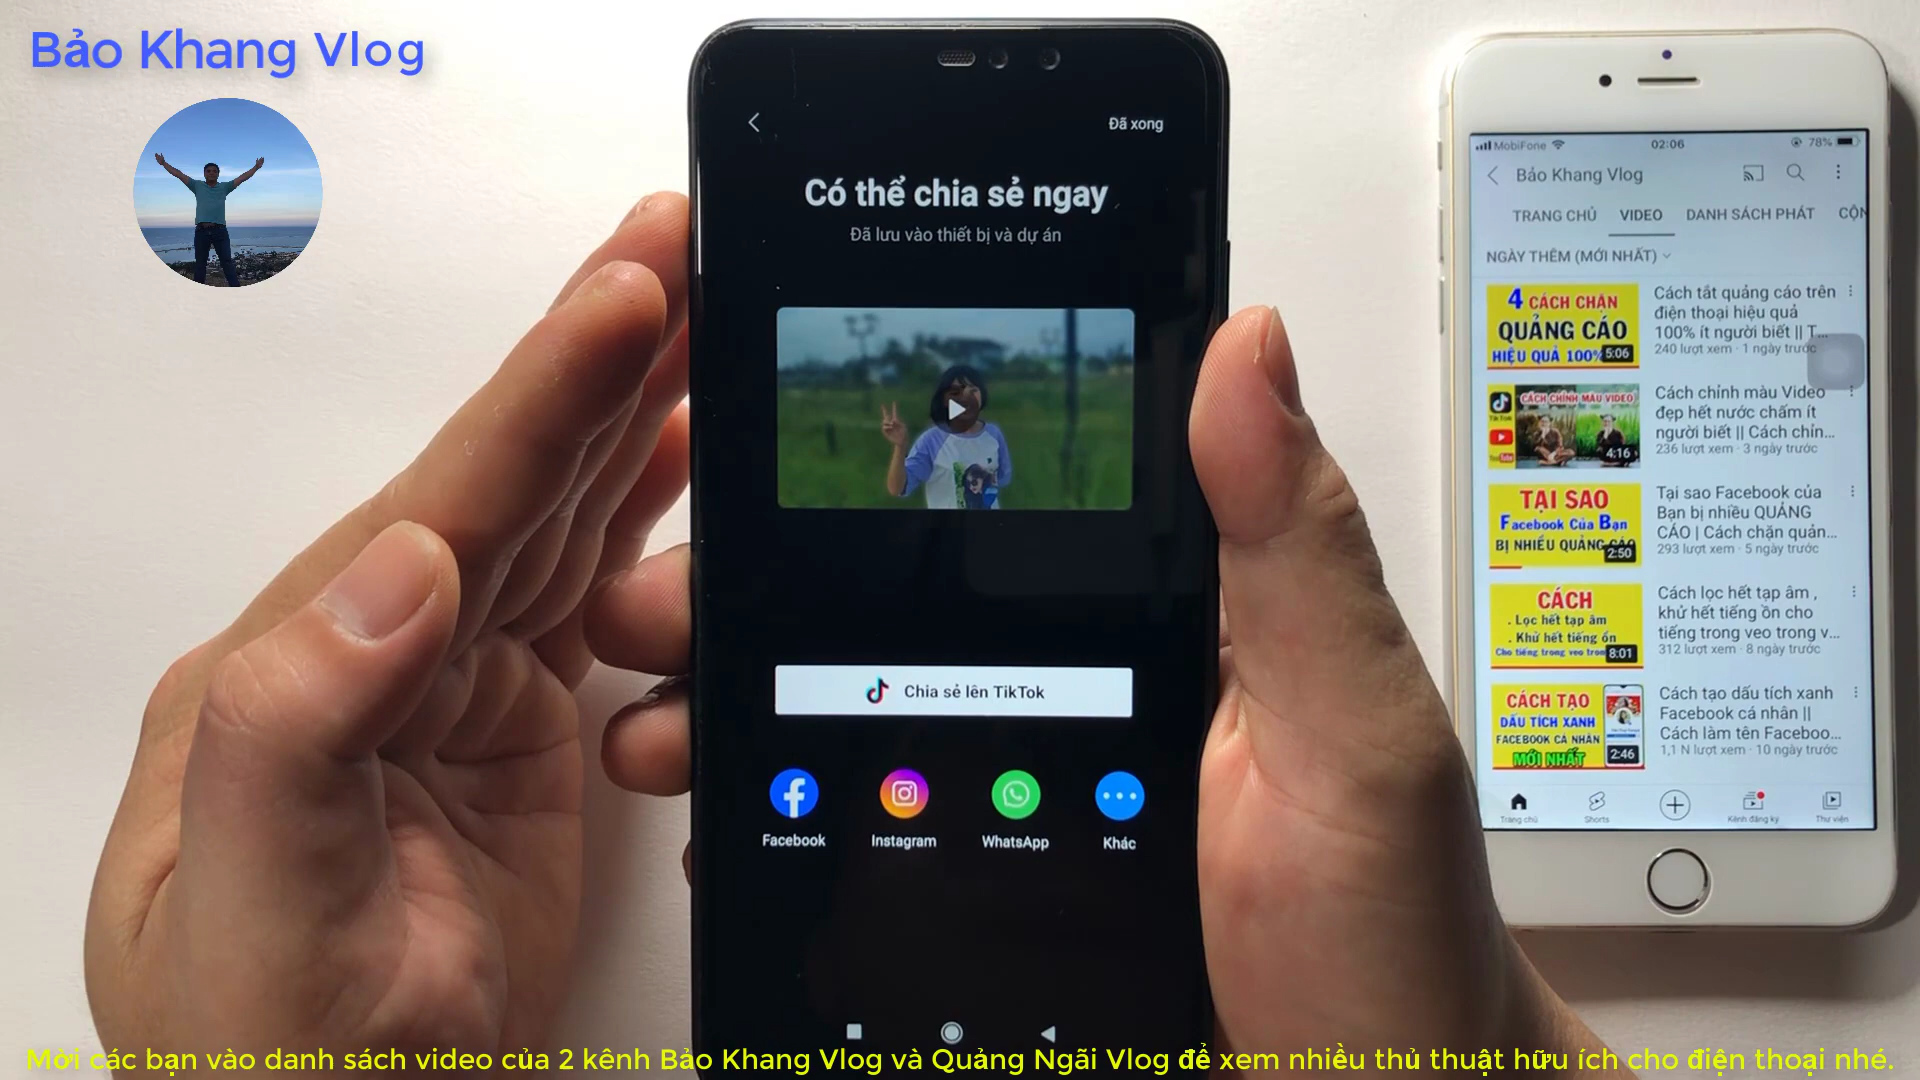 Bảo Khang Vlog
Đã xong
Có thể chia sẻ ngay
Đã lưu vào thiết bị và dự án
Chia sẻ lên TikTok
Facebook
Instagram
WhatsApp
Khác
MobiFone
02:06
78%
Bảo Khang Vlog
TRANG CHỦ
VIDEO
DANH SÁCH PHÁT
CỘN
NGÀY THÊM (MỚI NHẤT)
4 CÁCH CHẶN
QUẢNG CÁO
HIỆU QUẢ 100%
5:06
Cách tắt quảng cáo trên
điện thoại hiệu quả
100% ít người biết || T...
240 lượt xem · 1 ngày trước
CÁCH CHỈNH MÀU VIDEO
4:16
Cách chỉnh màu Video
đẹp hết nước chấm ít
người biết || Cách chỉn...
236 lượt xem · 3 ngày trước
TẠI SAO
Facebook Của Bạn
BỊ NHIỀU QUẢNG CÁO
2:50
Tại sao Facebook của
Bạn bị nhiều QUẢNG
CÁO | Cách chặn quản...
293 lượt xem · 5 ngày trước
CÁCH
. Lọc hết tạp âm
. Khử hết tiếng ồn
Cho tiếng trong veo tron
8:01
Cách lọc hết tạp âm ,
khử hết tiếng ồn cho
tiếng trong veo trong v...
312 lượt xem · 8 ngày trước
CÁCH TẠO
DẤU TÍCH XANH
FACEBOOK CÁ NHÂN
MỚI NHẤT
2:46
Cách tạo dấu tích xanh
Facebook cá nhân ||
Cách làm tên Faceboo...
1,1 N lượt xem · 10 ngày trước
Trang chủ
Shorts
Kênh đăng ký
Thư viện
Mời các bạn vào danh sách video của 2 kênh Bảo Khang Vlog và Quảng Ngãi Vlog để xem nhiều thủ thuật hữu ích cho điện thoại nhé.